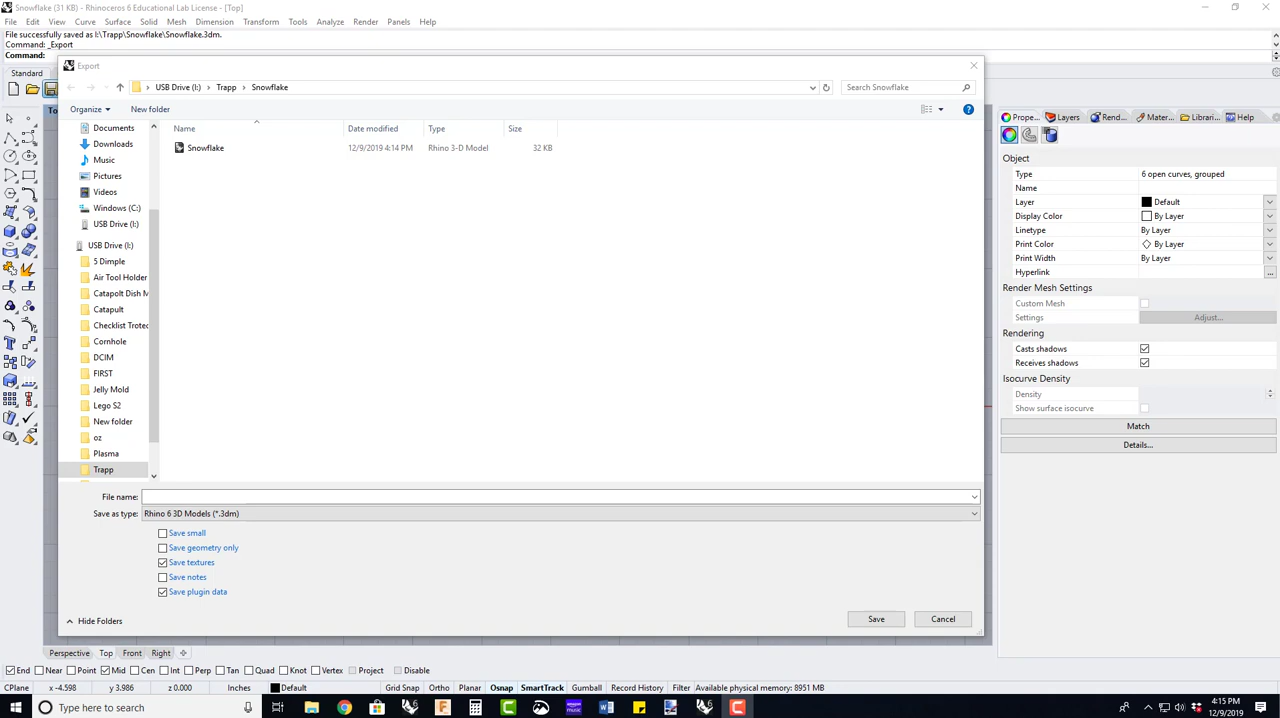 Snowflake (31 KB) - Rhinoceros 6 Educational Lab License - [Top]
File Edit View Curve Surface Solid Mesh Dimension Transform Tools Analyze Render Panels Help
File successfully saved as I:\Trapp\Snowflake\Snowflake.3dm.
Command: _Export
Command:
Standard
Export
USB Drive (I:) > Trapp > Snowflake
Search Snowflake
Organize New folder
Name Date modified Type Size
Snowflake 12/9/2019 4:14 PM Rhino 3-D Model 32 KB
Documents
Downloads
Music
Pictures
Videos
Windows (C:)
USB Drive (I:)
USB Drive (I:)
5 Dimple
Air Tool Holder
Catapolt Dish M
Catapult
Checklist Trotec
Cornhole
DCIM
FIRST
Jelly Mold
Lego S2
New folder
oz
Plasma
Trapp
File name:
Save as type: Rhino 6 3D Models (*.3dm)
Save small
Save geometry only
Save textures
Save notes
Save plugin data
Hide Folders
Save Cancel
Prope... Layers Rend... Mater... Librari... Help
Object
Type 6 open curves, grouped
Name
Layer Default
Display Color By Layer
Linetype By Layer
Print Color By Layer
Print Width By Layer
Hyperlink ...
Render Mesh Settings
Custom Mesh
Settings Adjust...
Rendering
Casts shadows
Receives shadows
Isocurve Density
Density
Show surface isocurve
Match
Details...
Perspective Top Front Right
End Near Point Mid Cen Int Perp Tan Quad Knot Vertex Project Disable
CPlane x -4.598 y 3.986 z 0.000 Inches Default Grid Snap Ortho Planar Osnap SmartTrack Gumball Record History Filter Available physical memory: 8951 MB
Type here to search
4:15 PM
12/9/2019